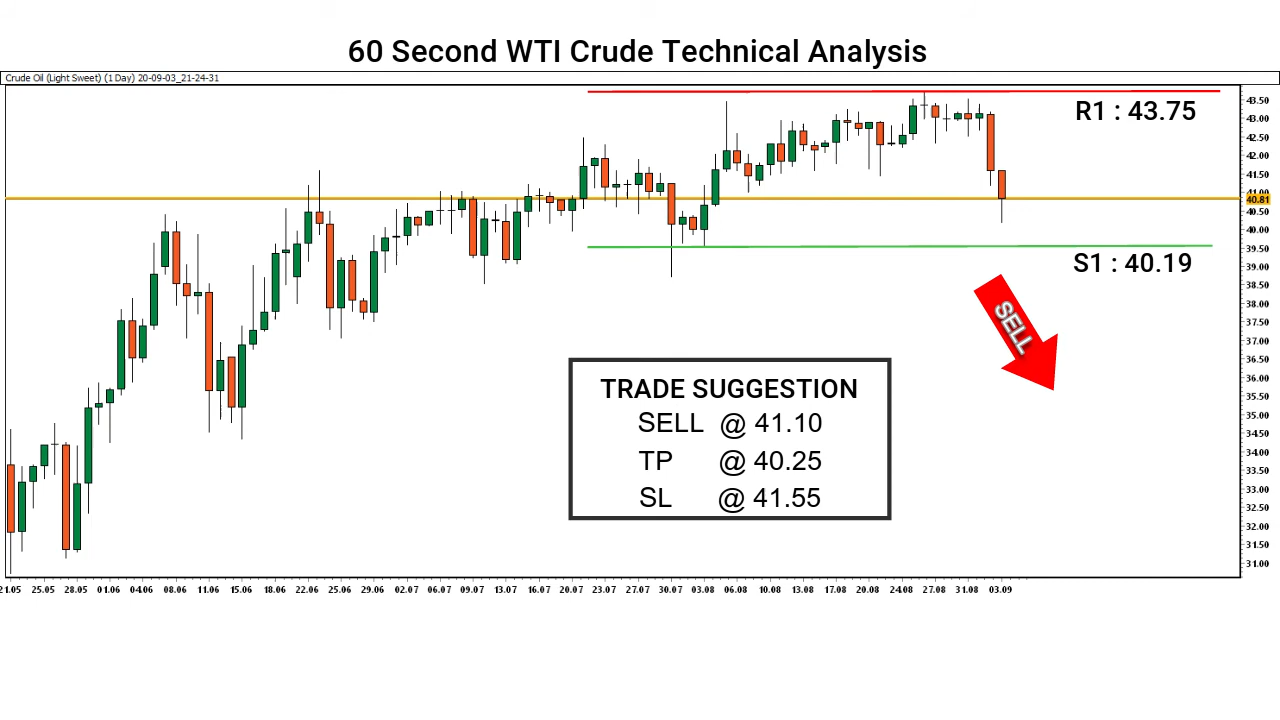 60 Second WTI Crude Technical Analysis
Crude Oil (Light Sweet) (1 Day) 20-09-03_21-24-31
43.50
R1 : 43.75
43.00
42.50
42.00
41.50
41.00
40.81
40.50
40.00
39.50
S1 : 40.19
39.00
38.50
38.00
SELL
37.50
37.00
36.50
36.00
TRADE SUGGESTION
35.50
SELL @ 41.10
35.00
34.50
34.00
TP @ 40.25
33.50
33.00
SL @ 41.55
32.50
32.00
31.50
31.00
21.05 25.05 28.05 01.06 04.06 08.06 11.06 15.06 18.06 22.06 25.06 29.06 02.07 06.07 09.07 13.07 16.07 20.07 23.07 27.07 30.07 03.08 06.08 10.08 13.08 17.08 20.08 24.08 27.08 31.08 03.09